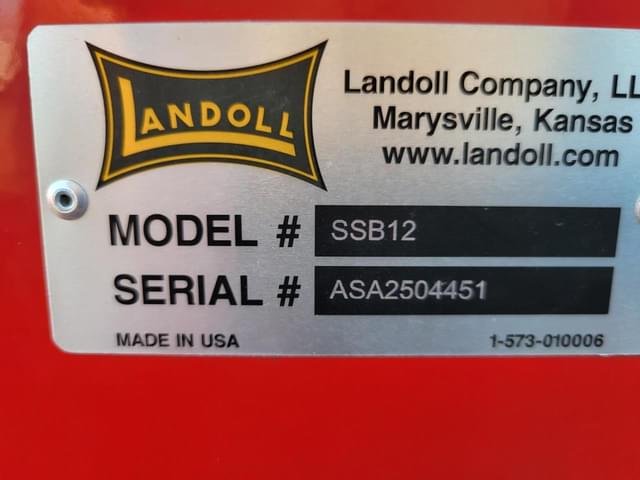 LANDOLL
Landoll Company, LL
Marysville, Kansas
www.landoll.com
MODEL # SSB12
SERIAL # ASA2504451
MADE IN USA 1-573-010006